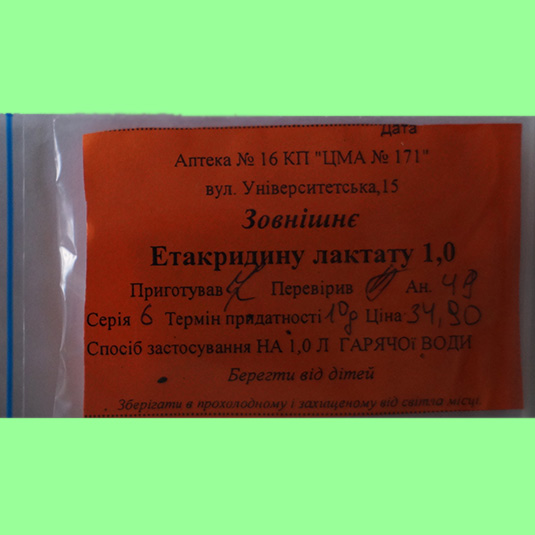 Дата
Аптека № 16 КП "ЦМА № 171"
вул. Університетська,15
Зовнішнє
Етакридину лактату 1,0
Приготував Перевірив Ан. 49
Серія 6 Термін придатності 10д Ціна 34,90
Спосіб застосування НА 1,0 Л ГАРЯЧОЇ ВОДИ
Берегти від дітей
Зберігати в прохолодному і захищеному від світла місці